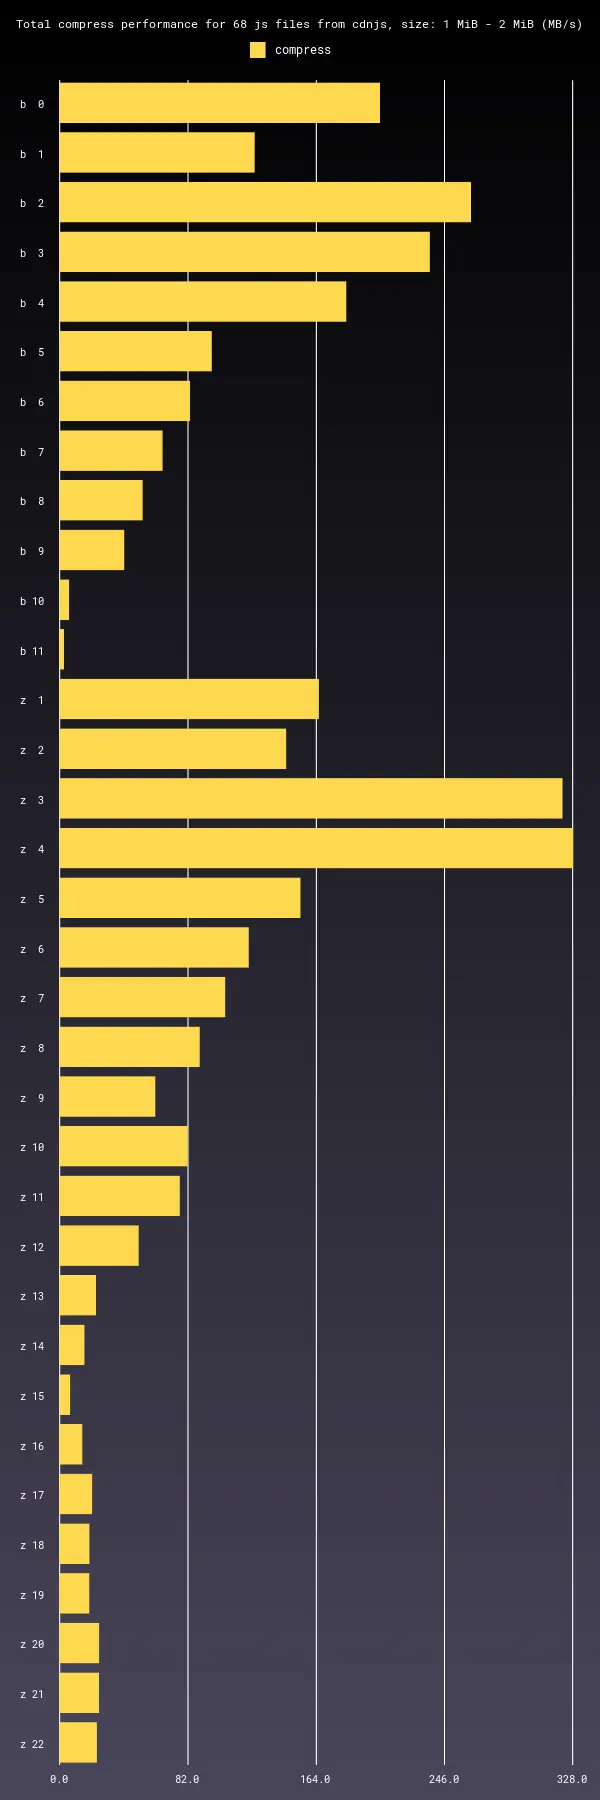 Total compress performance for 68 js files from cdnjs, size: 1 MiB - 2 MiB (MB/s)
compress
b 0
b 1
b 2
b 3
b 4
b 5
b 6
b 7
b 8
b 9
b 10
b 11
z 1
z 2
z 3
z 4
z 5
z 6
z 7
z 8
z 9
z 10
z 11
z 12
z 13
z 14
z 15
z 16
z 17
z 18
z 19
z 20
z 21
z 22
0.0 82.0 164.0 246.0 328.0